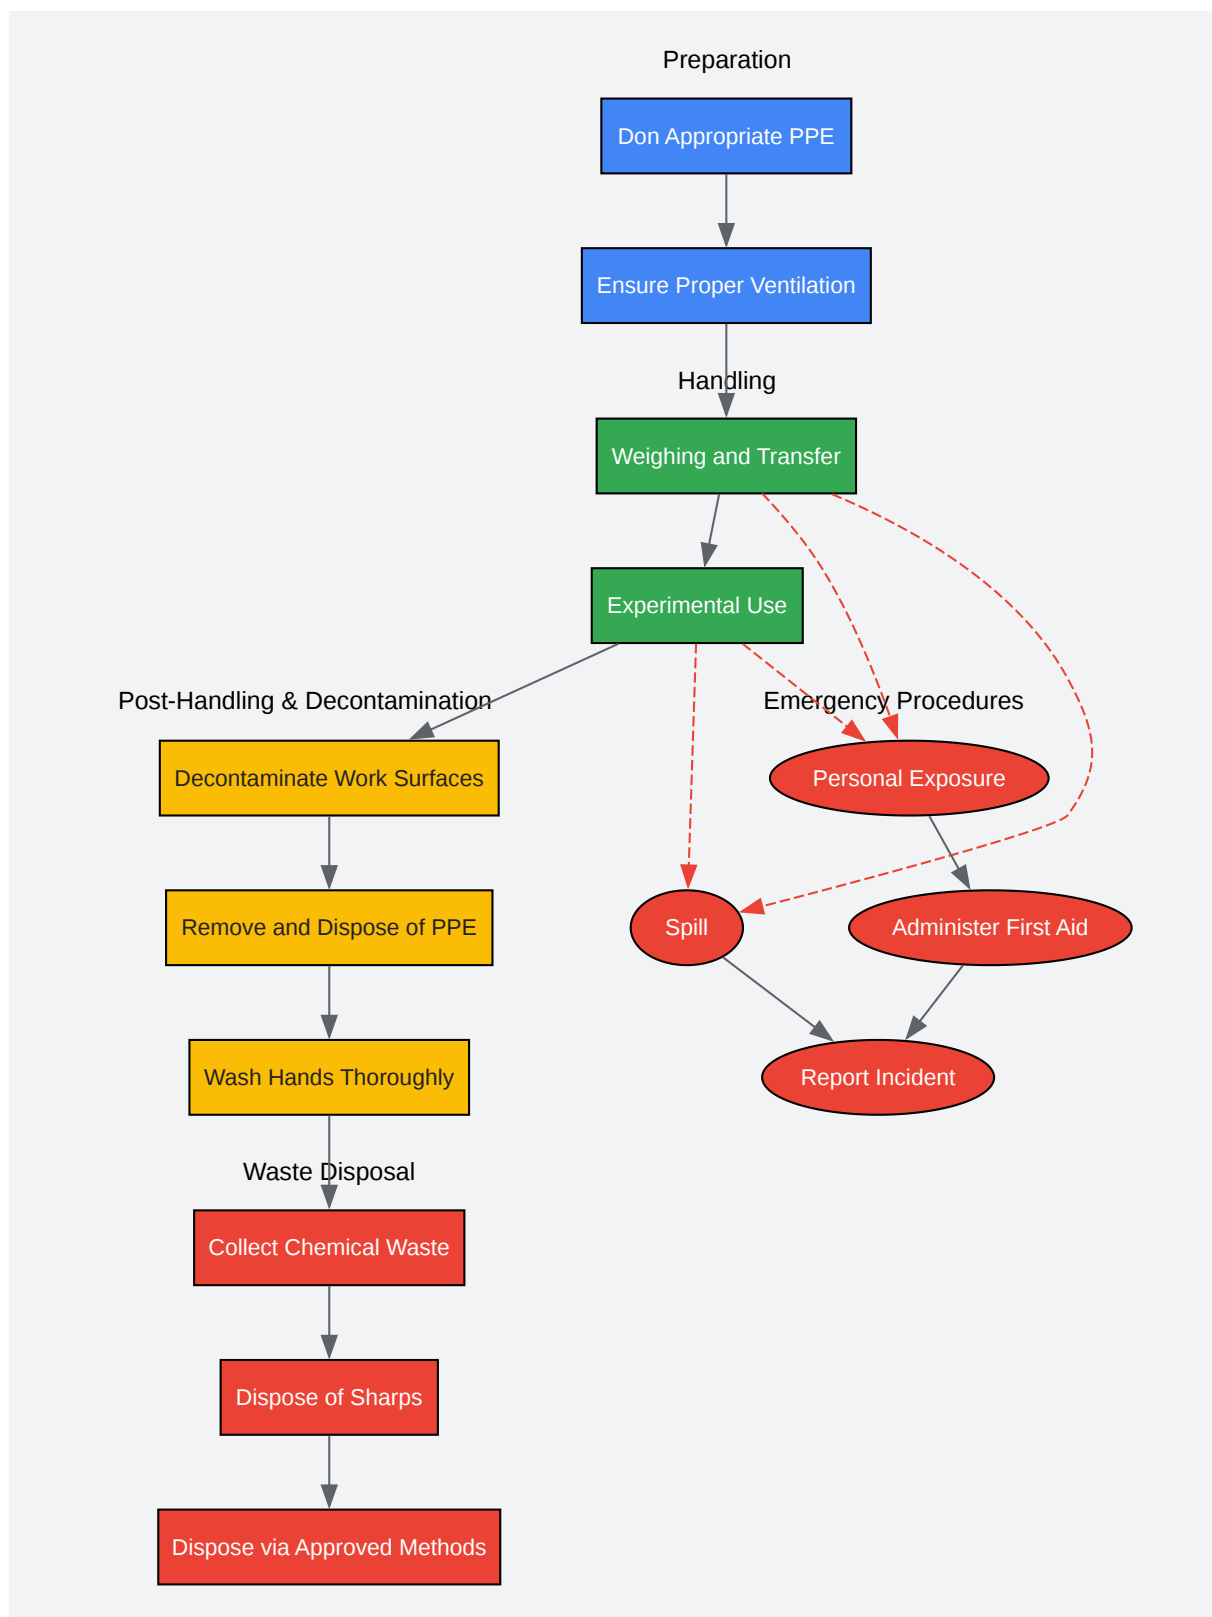 Preparation
Don Appropriate PPE
Ensure Proper Ventilation
Handling
Weighing and Transfer
Experimental Use
Post-Handling & Decontamination
Emergency Procedures
Decontaminate Work Surfaces
Personal Exposure
Remove and Dispose of PPE
Spill
Administer First Aid
Wash Hands Thoroughly
Report Incident
Waste Disposal
Collect Chemical Waste
Dispose of Sharps
Dispose via Approved Methods